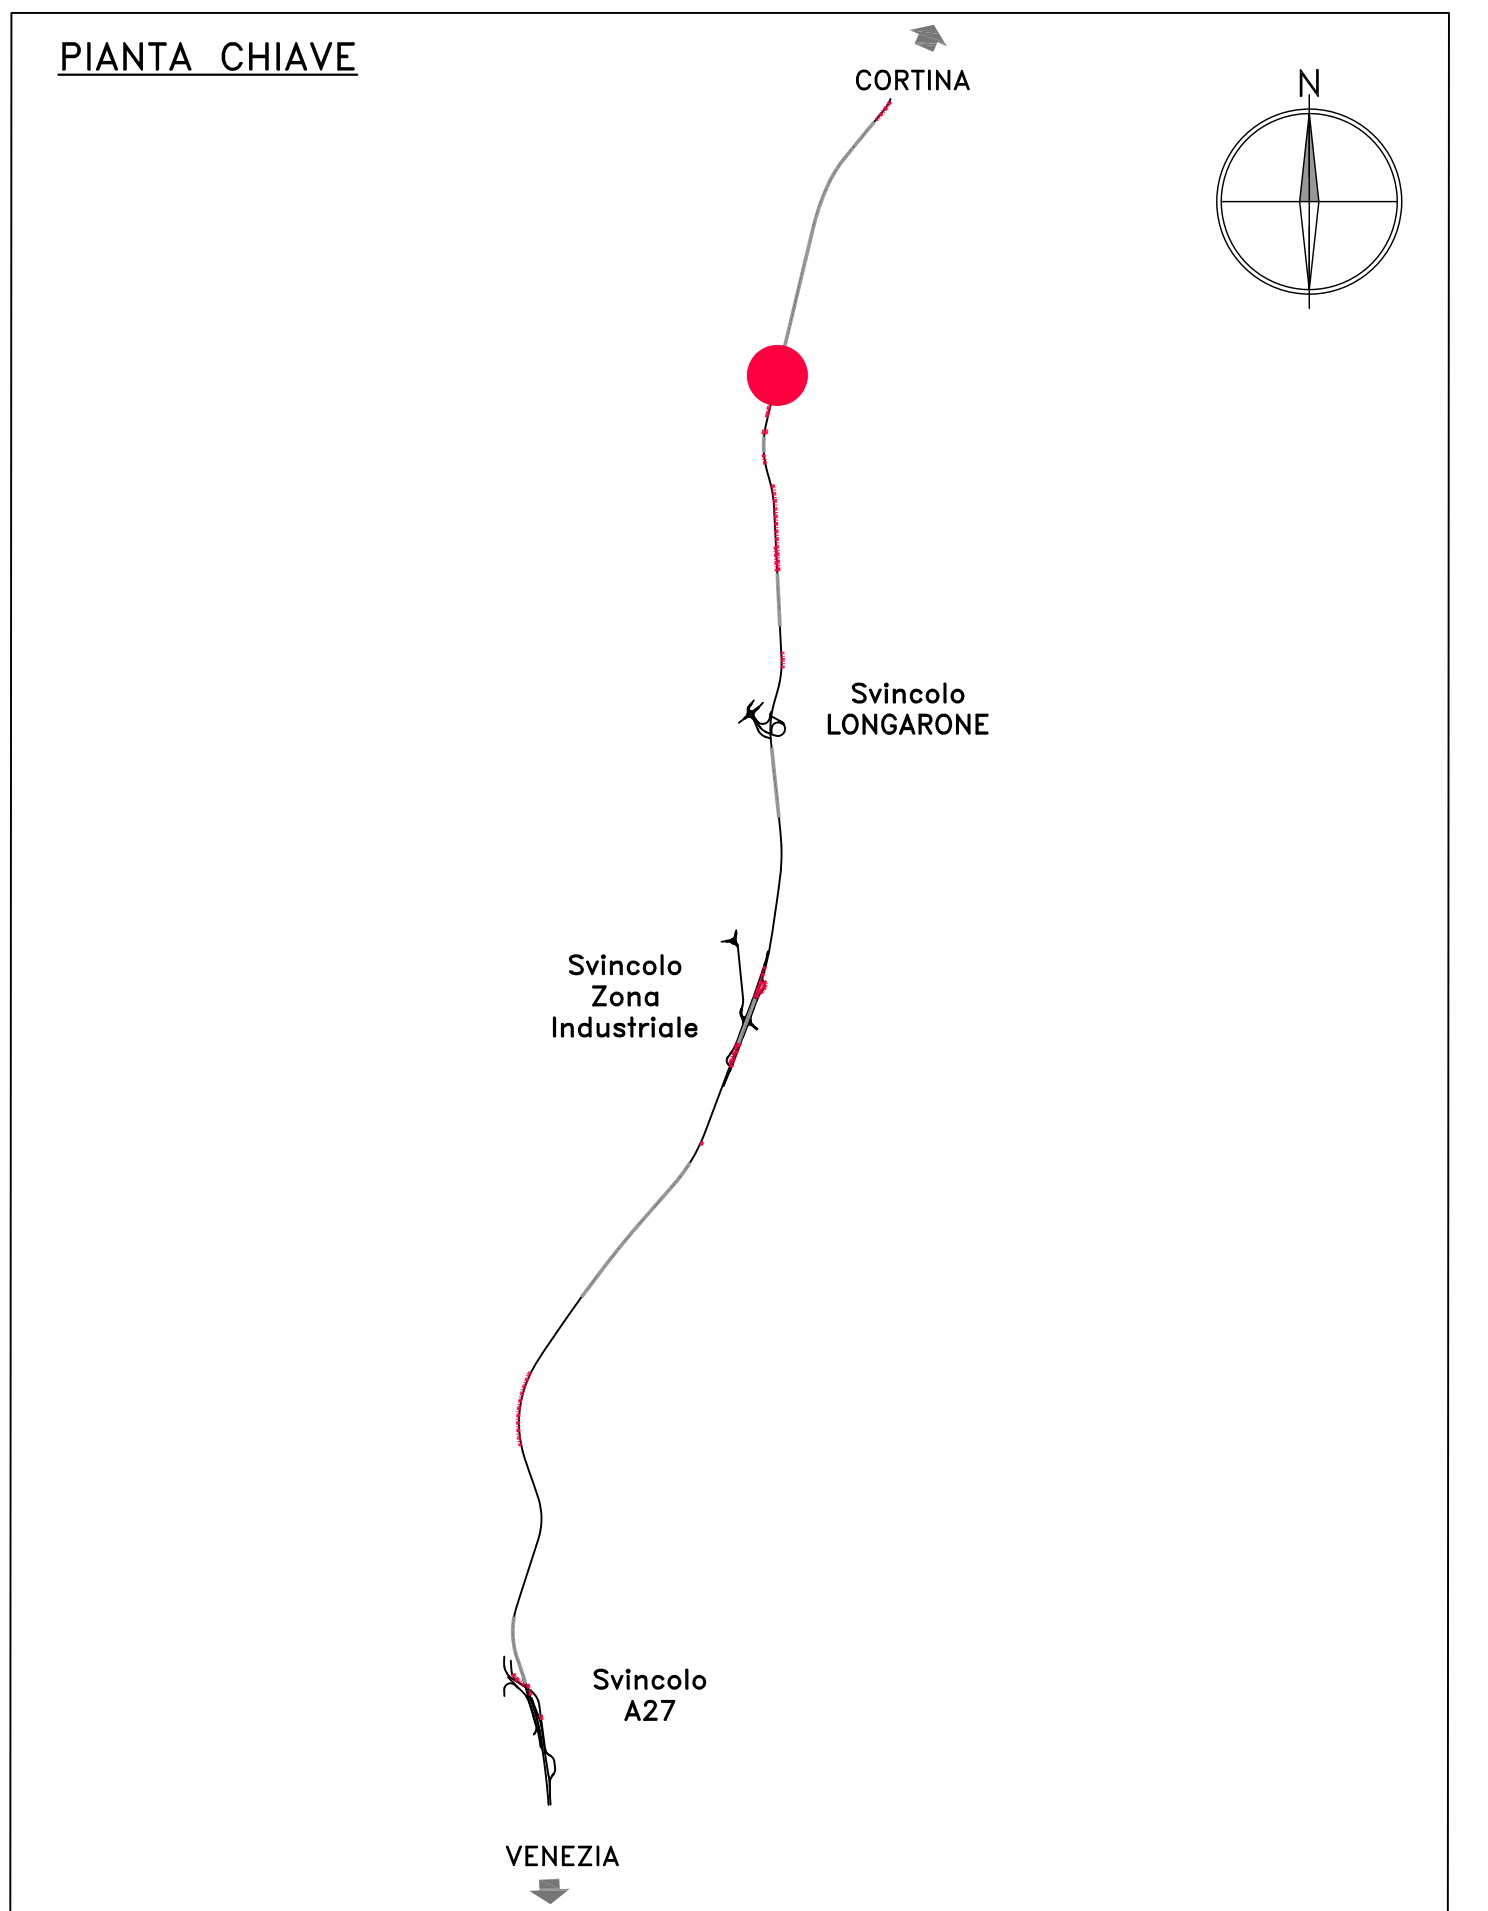 PIANTA CHIAVE
CORTINA
N
Svincolo
LONGARONE
Svincolo
Zona
Industriale
Svincolo
A27
VENEZIA